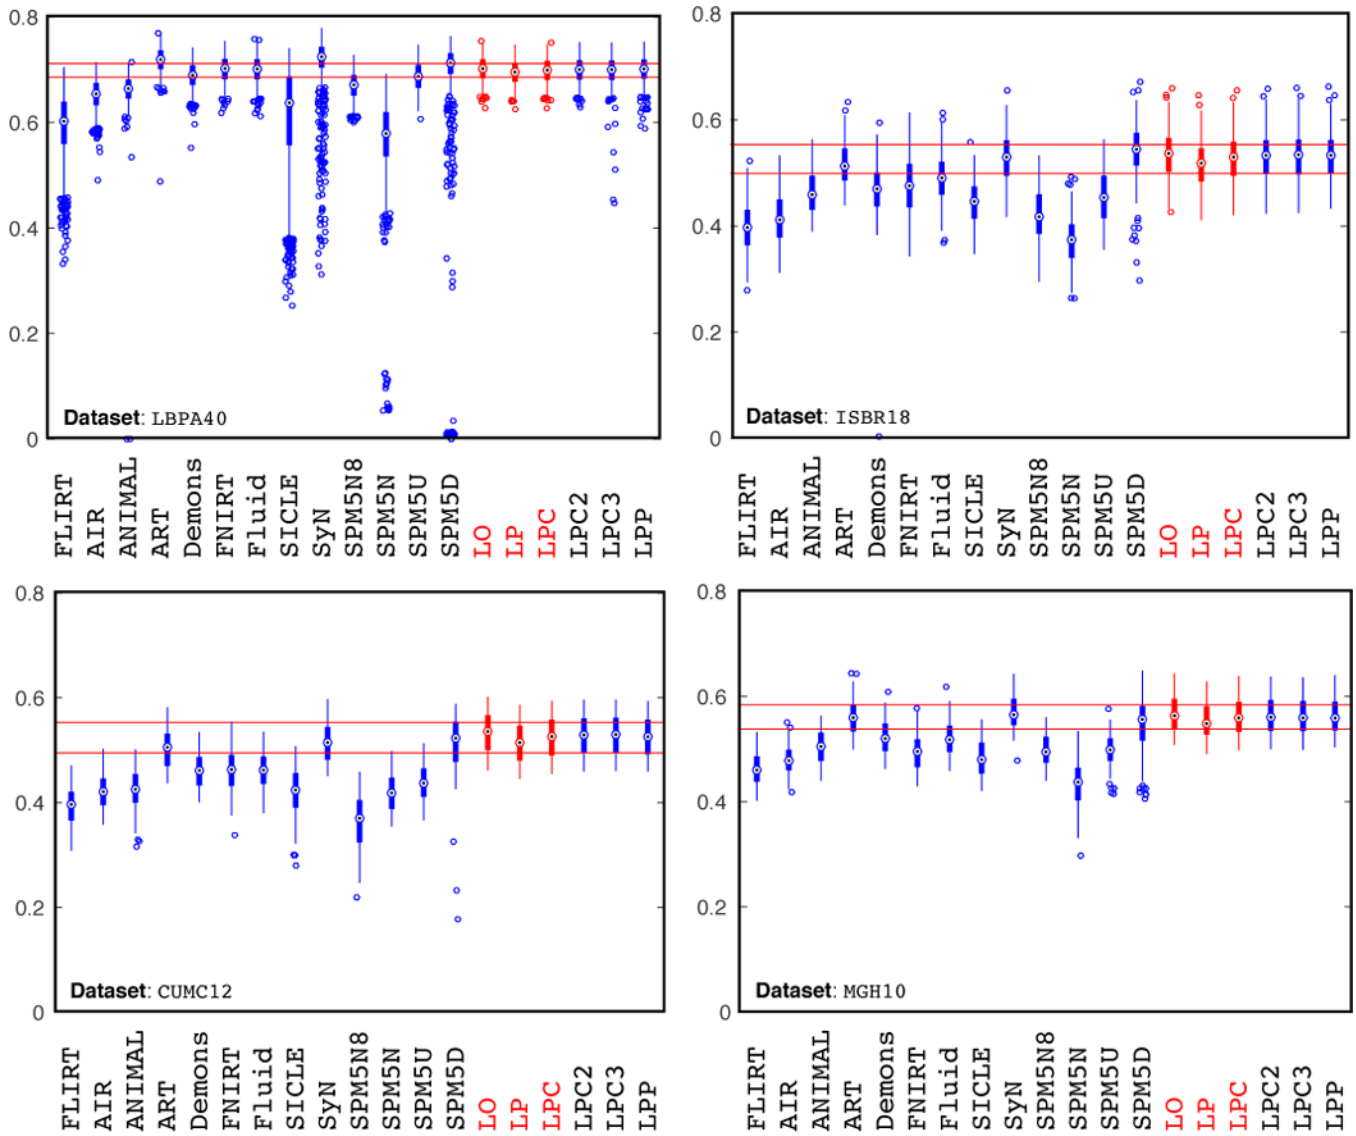 0.8
0.6
0.4
0.2
0
Dataset: LBPA40
FLIRT
AIR
ANIMAL
ART
Demons
FNIRT
Fluid
SICLE
SyN
SPM5N8
SPM5N
SPM5U
SPM5D
LO
LP
LPC
LPC2
LPC3
LPP
0.8
0.6
0.4
0.2
0
Dataset: ISBR18
FLIRT
AIR
ANIMAL
ART
Demons
FNIRT
Fluid
SICLE
SyN
SPM5N8
SPM5N
SPM5U
SPM5D
LO
LP
LPC
LPC2
LPC3
LPP
0.8
0.6
0.4
0.2
0
Dataset: CUMC12
FLIRT
AIR
ANIMAL
ART
Demons
FNIRT
Fluid
SICLE
SyN
SPM5N8
SPM5N
SPM5U
SPM5D
LO
LP
LPC
LPC2
LPC3
LPP
0.8
0.6
0.4
0.2
0
Dataset: MGH10
FLIRT
AIR
ANIMAL
ART
Demons
FNIRT
Fluid
SICLE
SyN
SPM5N8
SPM5N
SPM5U
SPM5D
LO
LP
LPC
LPC2
LPC3
LPP